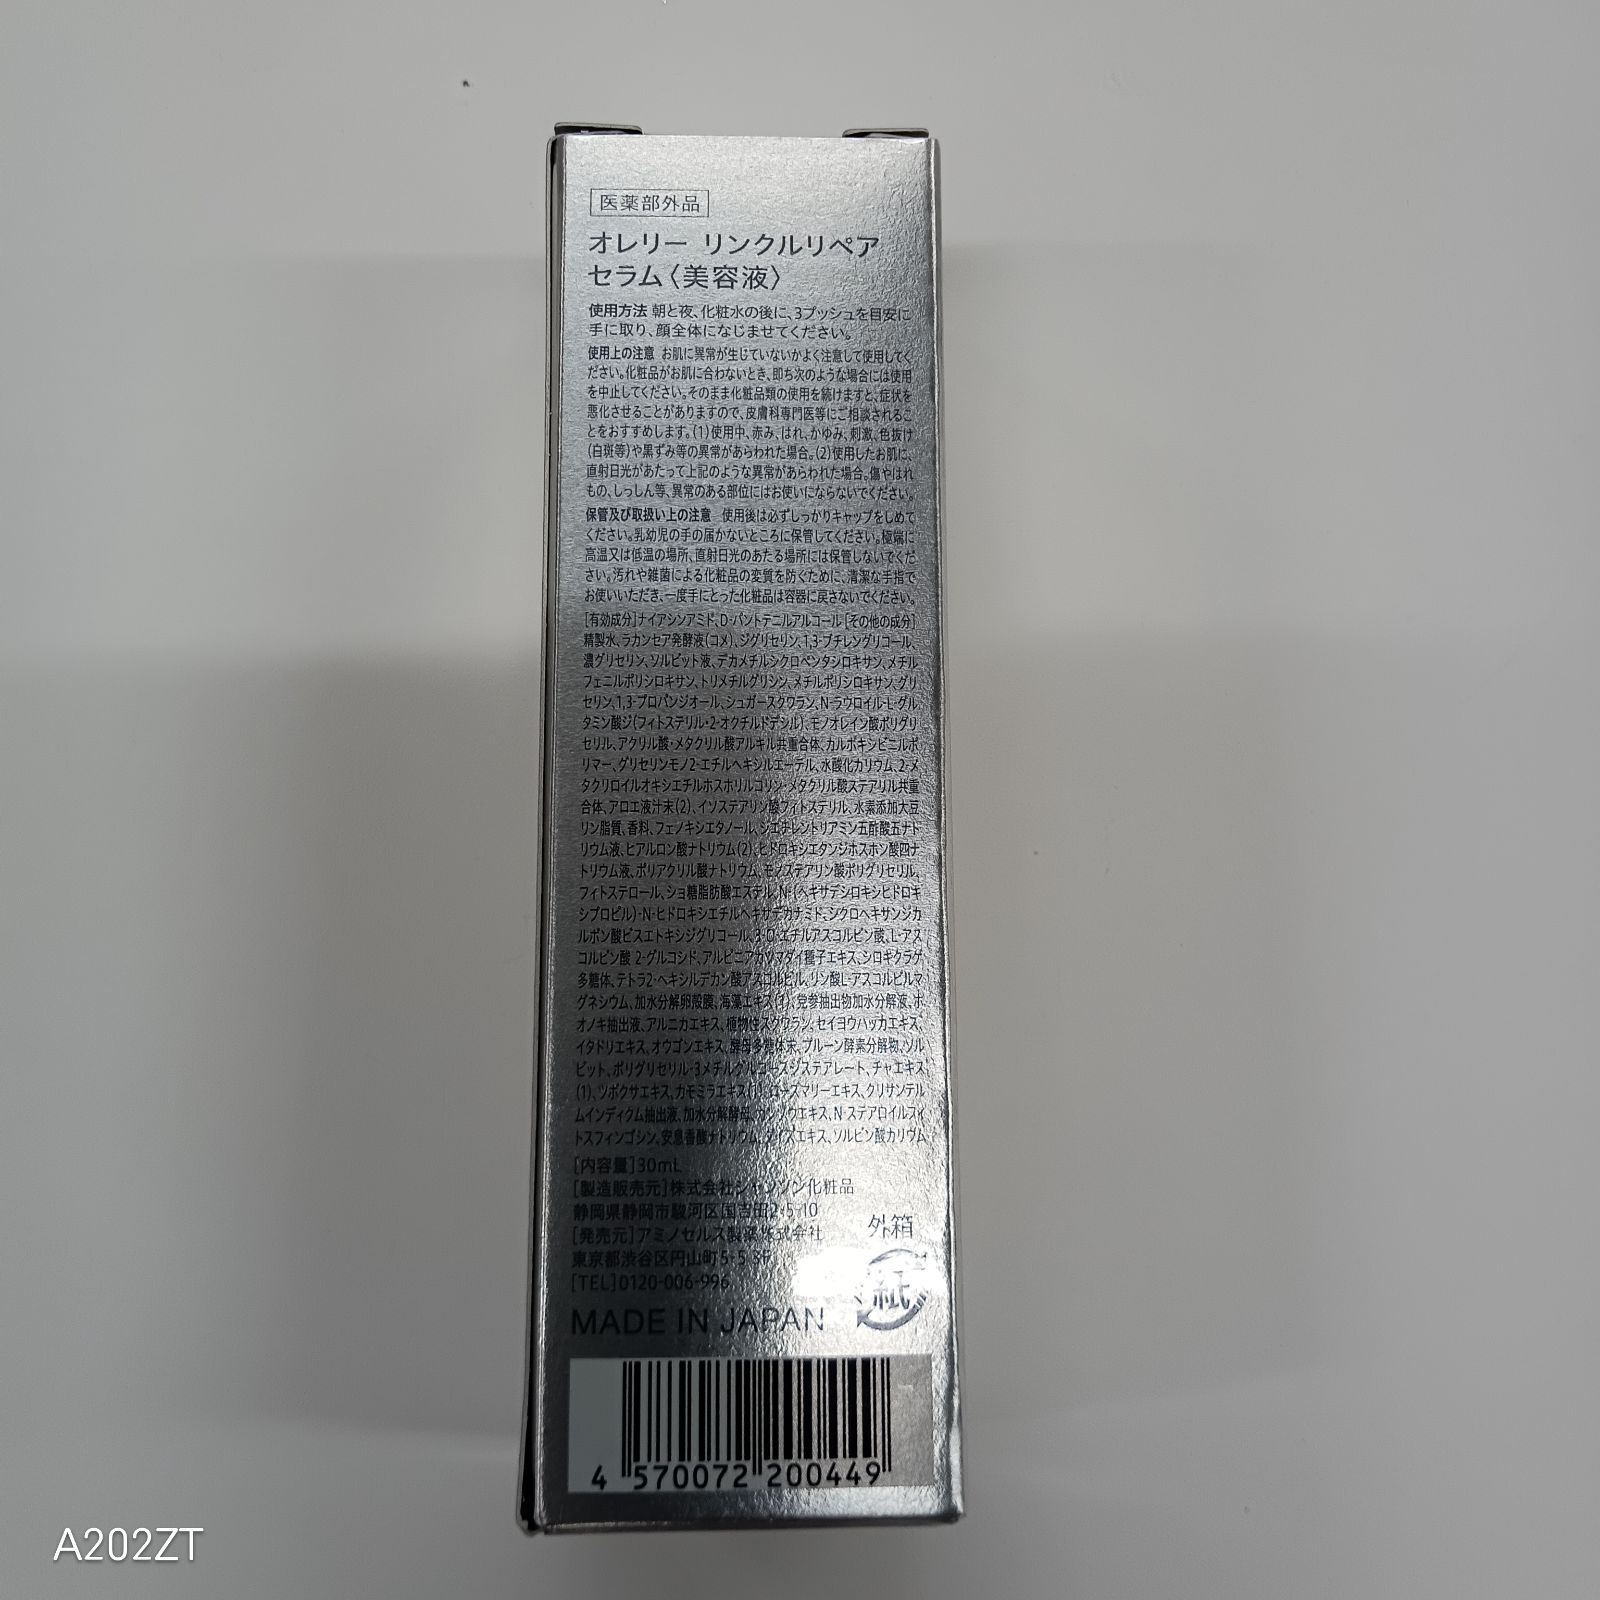 医薬部外品
オレリー リンクルリペア
セラム〈美容液〉
使用方法 朝と夜、化粧水の後に、3プッシュを目安に
手に取り、顔全体になじませてください。
使用上の注意 お肌に異常が生じていないかよく注意して使用してく
ださい。化粧品がお肌に合わないとき、即ち次のような場合には使用
を中止してください。そのまま化粧品類の使用を続けますと、症状を
悪化させることがありますので、皮膚科専門医等にご相談されるこ
とをおすすめします。(1)使用中、赤み、はれ、かゆみ、刺激、色抜け
(白斑等)や黒ずみ等の異常があらわれた場合。(2)使用したお肌に、
直射日光があたって上記のような異常があらわれた場合。傷やはれ
もの、しっしん等、異常のある部位にはお使いにならないでください。
保管及び取扱い上の注意 使用後は必ずしっかりキャップをしめて
ください。乳幼児の手の届かないところに保管してください。極端に
高温又は低温の場所、直射日光のあたる場所には保管しないでくだ
さい。汚れや雑菌による化粧品の変質を防ぐために、清潔な手指で
お使いいただき、一度手にとった化粧品は容器に戻さないでください。
[有効成分]ナイアシンアミド、D-パントテニルアルコール[その他の成分]
精製水、ラカンセア発酵液(コメ)、ジグリセリン、1,3-ブチレングリコール、
濃グリセリン、ソルビット液、デカメチルシクロペンタシロキサン、メチル
フェニルポリシロキサン、トリメチルグリシン、メチルポリシロキサン、グリ
セリン、1,3-プロパンジオール、シュガースクワラン、N-ラウロイル-L-グル
タミン酸ジ(フィトステリル・2-オクチルドデシル)、モノオレイン酸ポリグリ
セリル、アクリル酸・メタクリル酸アルキル共重合体、カルボキシビニルポ
リマー、グリセリンモノ2-エチルヘキシルエーテル、水酸化カリウム、2-メ
タクリロイルオキシエチルホスホリルコリン・メタクリル酸ステアリル共重
合体、アロエ液汁末(2)、イソステアリン酸フィトステリル、水素添加大豆
リン脂質、香料、フェノキシエタノール、ジエチレントリアミン五酢酸五ナト
リウム液、ヒアルロン酸ナトリウム(2)、ヒドロキシエタンジホスホン酸四ナ
トリウム液、ポリアクリル酸ナトリウム、モノステアリン酸ポリグリセリル、
フィトステロール、ショ糖脂肪酸エステル、N-(ヘキサデシロキシヒドロキ
シプロピル)-N-ヒドロキシエチルヘキサデカナミド、シクロヘキサンジカ
ルボン酸ビスエトキシジグリコール、3-O-エチルアスコルビン酸、L-アス
コルビン酸 2-グルコシド、アルピニアカツマダイ種子エキス、シロキクラゲ
多糖体、テトラ2-ヘキシルデカン酸アスコルビル、リン酸L-アスコルビルマ
グネシウム、加水分解卵殻膜、海藻エキス(1)、党参抽出物加水分解液、ホ
オノキ抽出液、アルニカエキス、植物性スクワラン、セイヨウハッカエキス、
イタドリエキス、オウゴンエキス、酵母多糖体末、プルーン酵素分解物、ソル
ビット、ポリグリセリル-3メチルグルコースジステアレート、チャエキス
(1)、ツボクサエキス、カモミラエキス(1)、ローズマリーエキス、クリサンテル
ムインディクム抽出液、加水分解酵母、カンゾウエキス、N-ステアロイルフィ
トスフィンゴシン、安息香酸ナトリウム、ダイズエキス、ソルビン酸カリウム
[内容量]30mL
[製造販売元]株式会社シャンソン化粧品
静岡県静岡市駿河区国吉田2-5-10
[発売元]アミノセルス製薬株式会社
東京都渋谷区円山町5-5
[TEL]0120-006-996
外箱
紙
MADE IN JAPAN
4 570072 200449
A202ZT